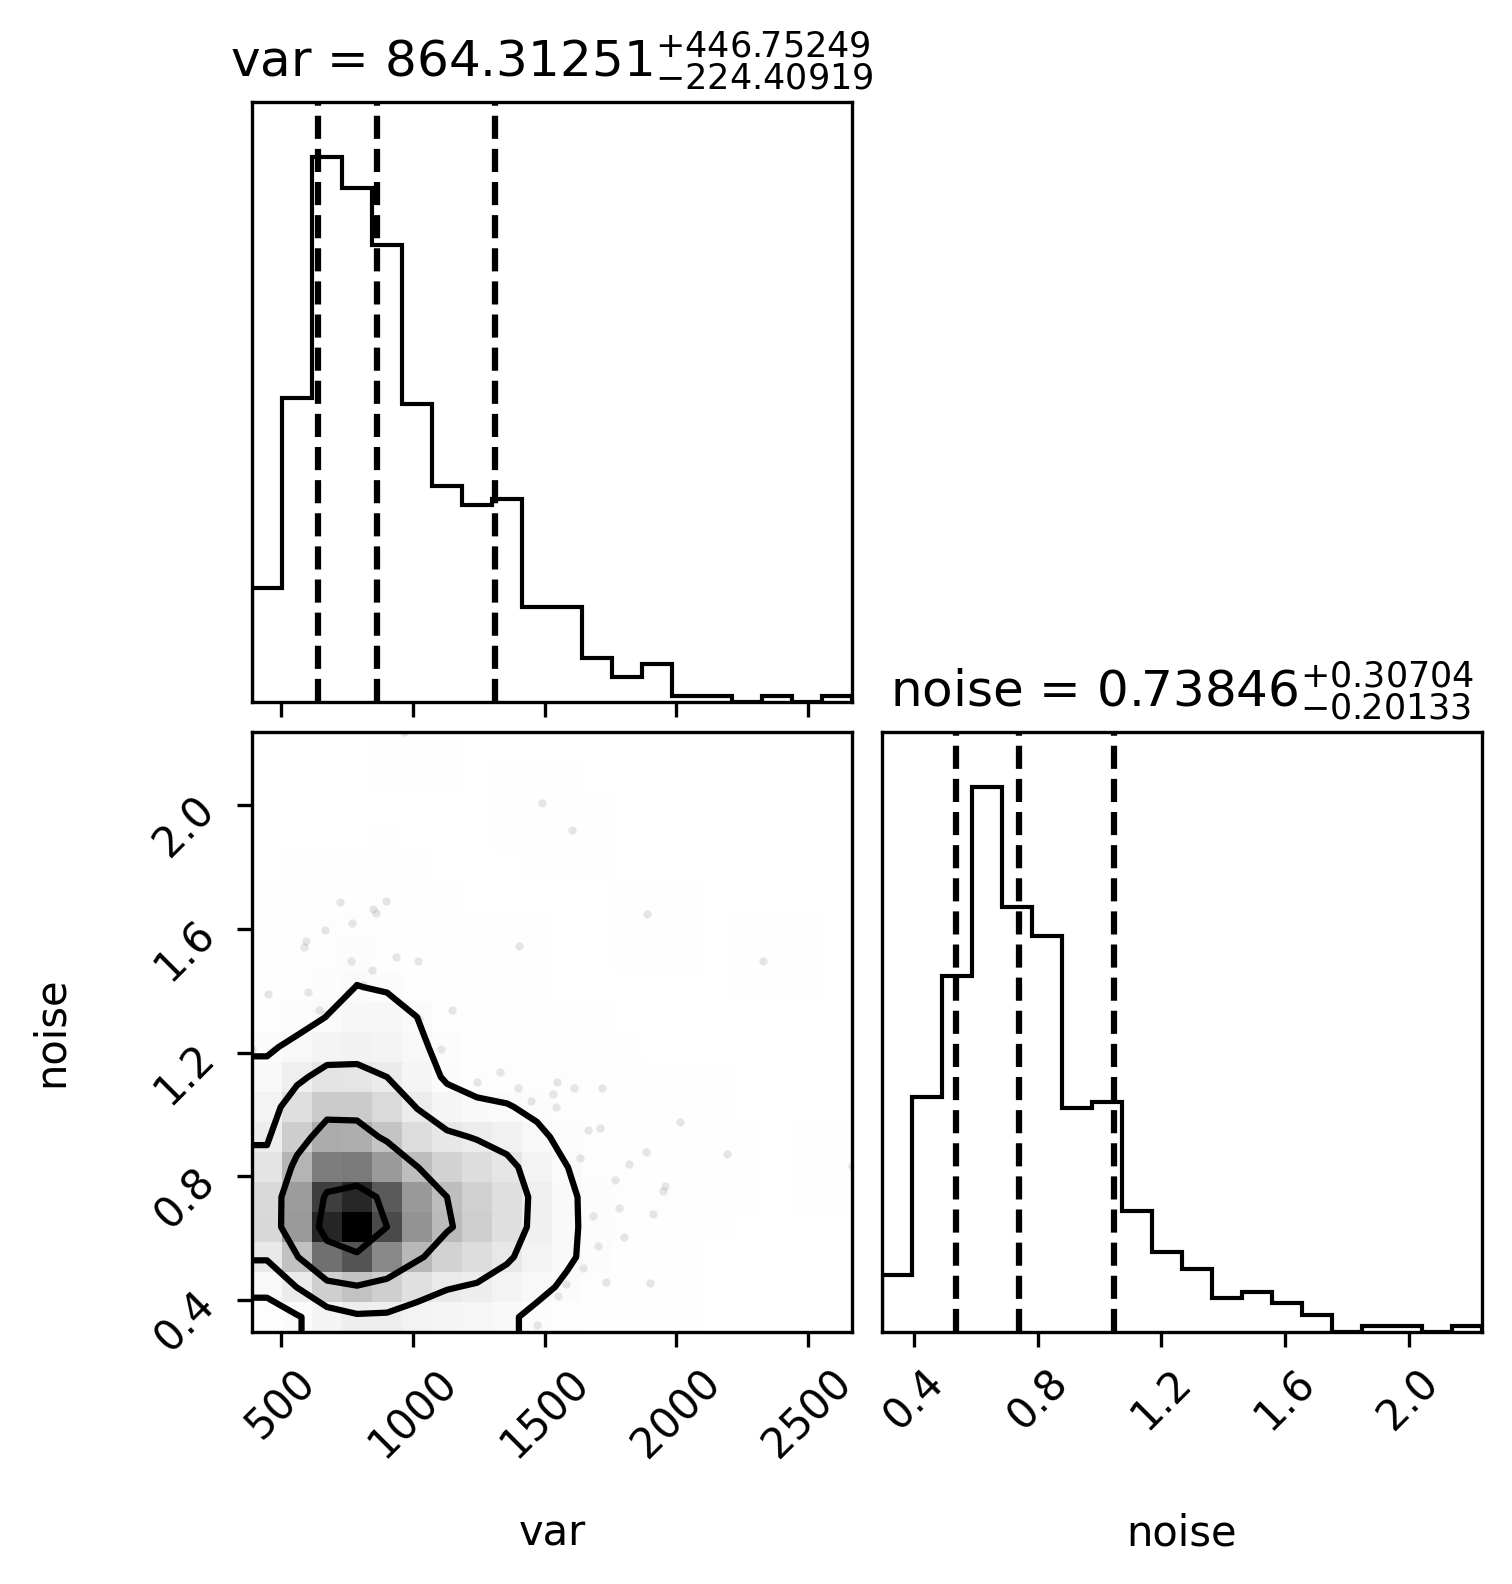 var = 864.31251+446.75249−224.40919
noise = 0.73846+0.30704−0.20133
2.0
1.6
1.2
0.8
0.4
noise
500 1000 1500 2000 2500
0.4 0.8 1.2 1.6 2.0
var
noise